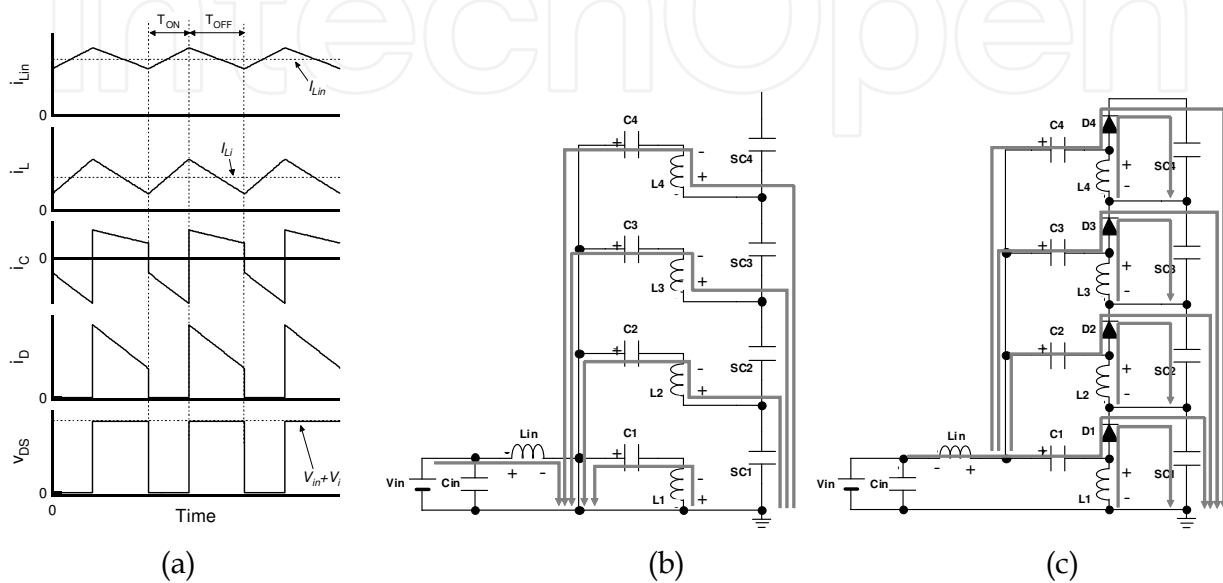 IntechOpen
T_ON T_OFF
i_Lin
I_Lin
0
i_L
I_Li
0
i_C
0
i_D
0
v_DS
V_in+V_i
0
0
Time
(a)
C4
SC4
L4
- + -
+
C3
SC3
L3
- + -
+
C2
SC2
L2
- + -
+
Lin
+ -
C1
SC1
L1
- + -
+
Vin
Cin
(b)
C4
D4
SC4
L4
+ + -
C3
D3
SC3
L3
+ + -
C2
D2
SC2
L2
+ + -
Lin
- +
C1
D1
SC1
L1
+ + -
Vin
Cin
(c)